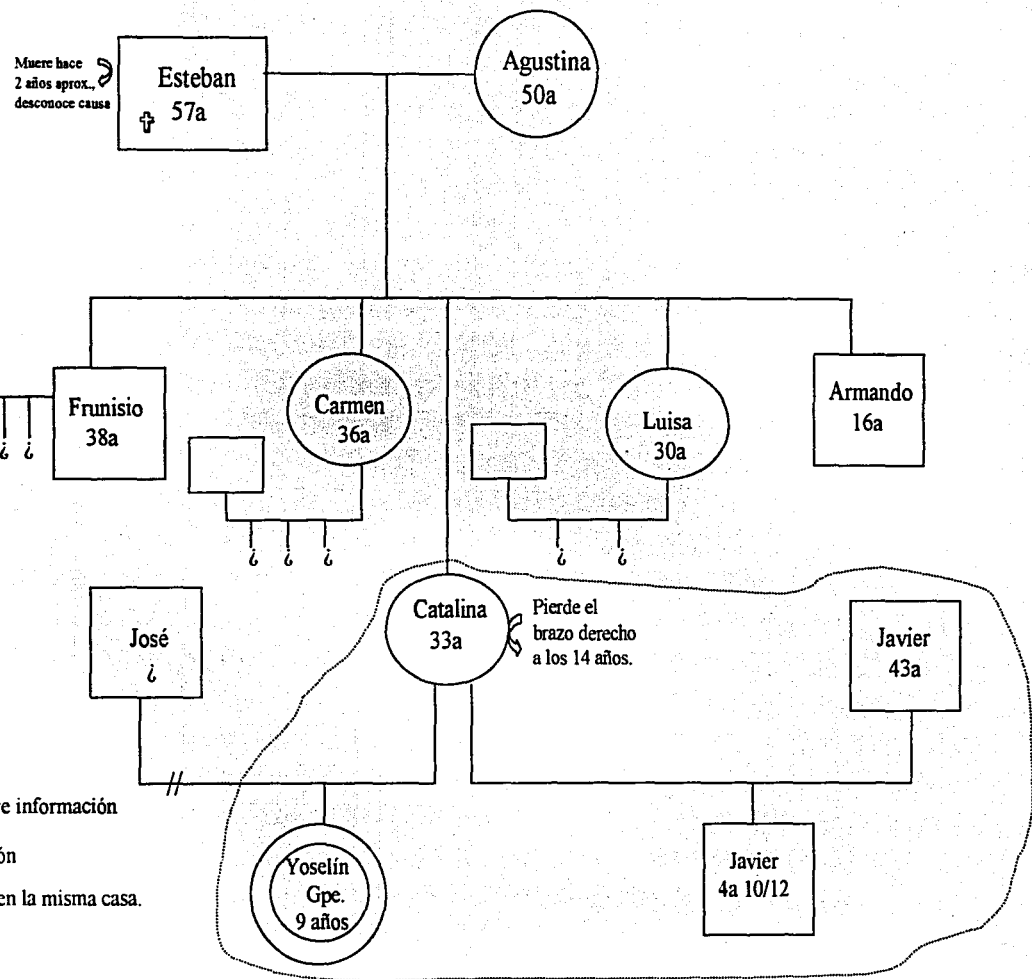 Muere hace
2 años aprox.,
desconoce causa
Esteban
57a
Agustina
50a
Frunisio
38a
¿ ¿
Carmen
36a
¿ ¿ ¿
Luisa
30a
¿ ¿
Armando
16a
José
¿
Catalina
33a
Pierde el
brazo derecho
a los 14 años.
Javier
43a
Yoselín
Gpe.
9 años
Javier
4a 10/12
información
en la misma casa.